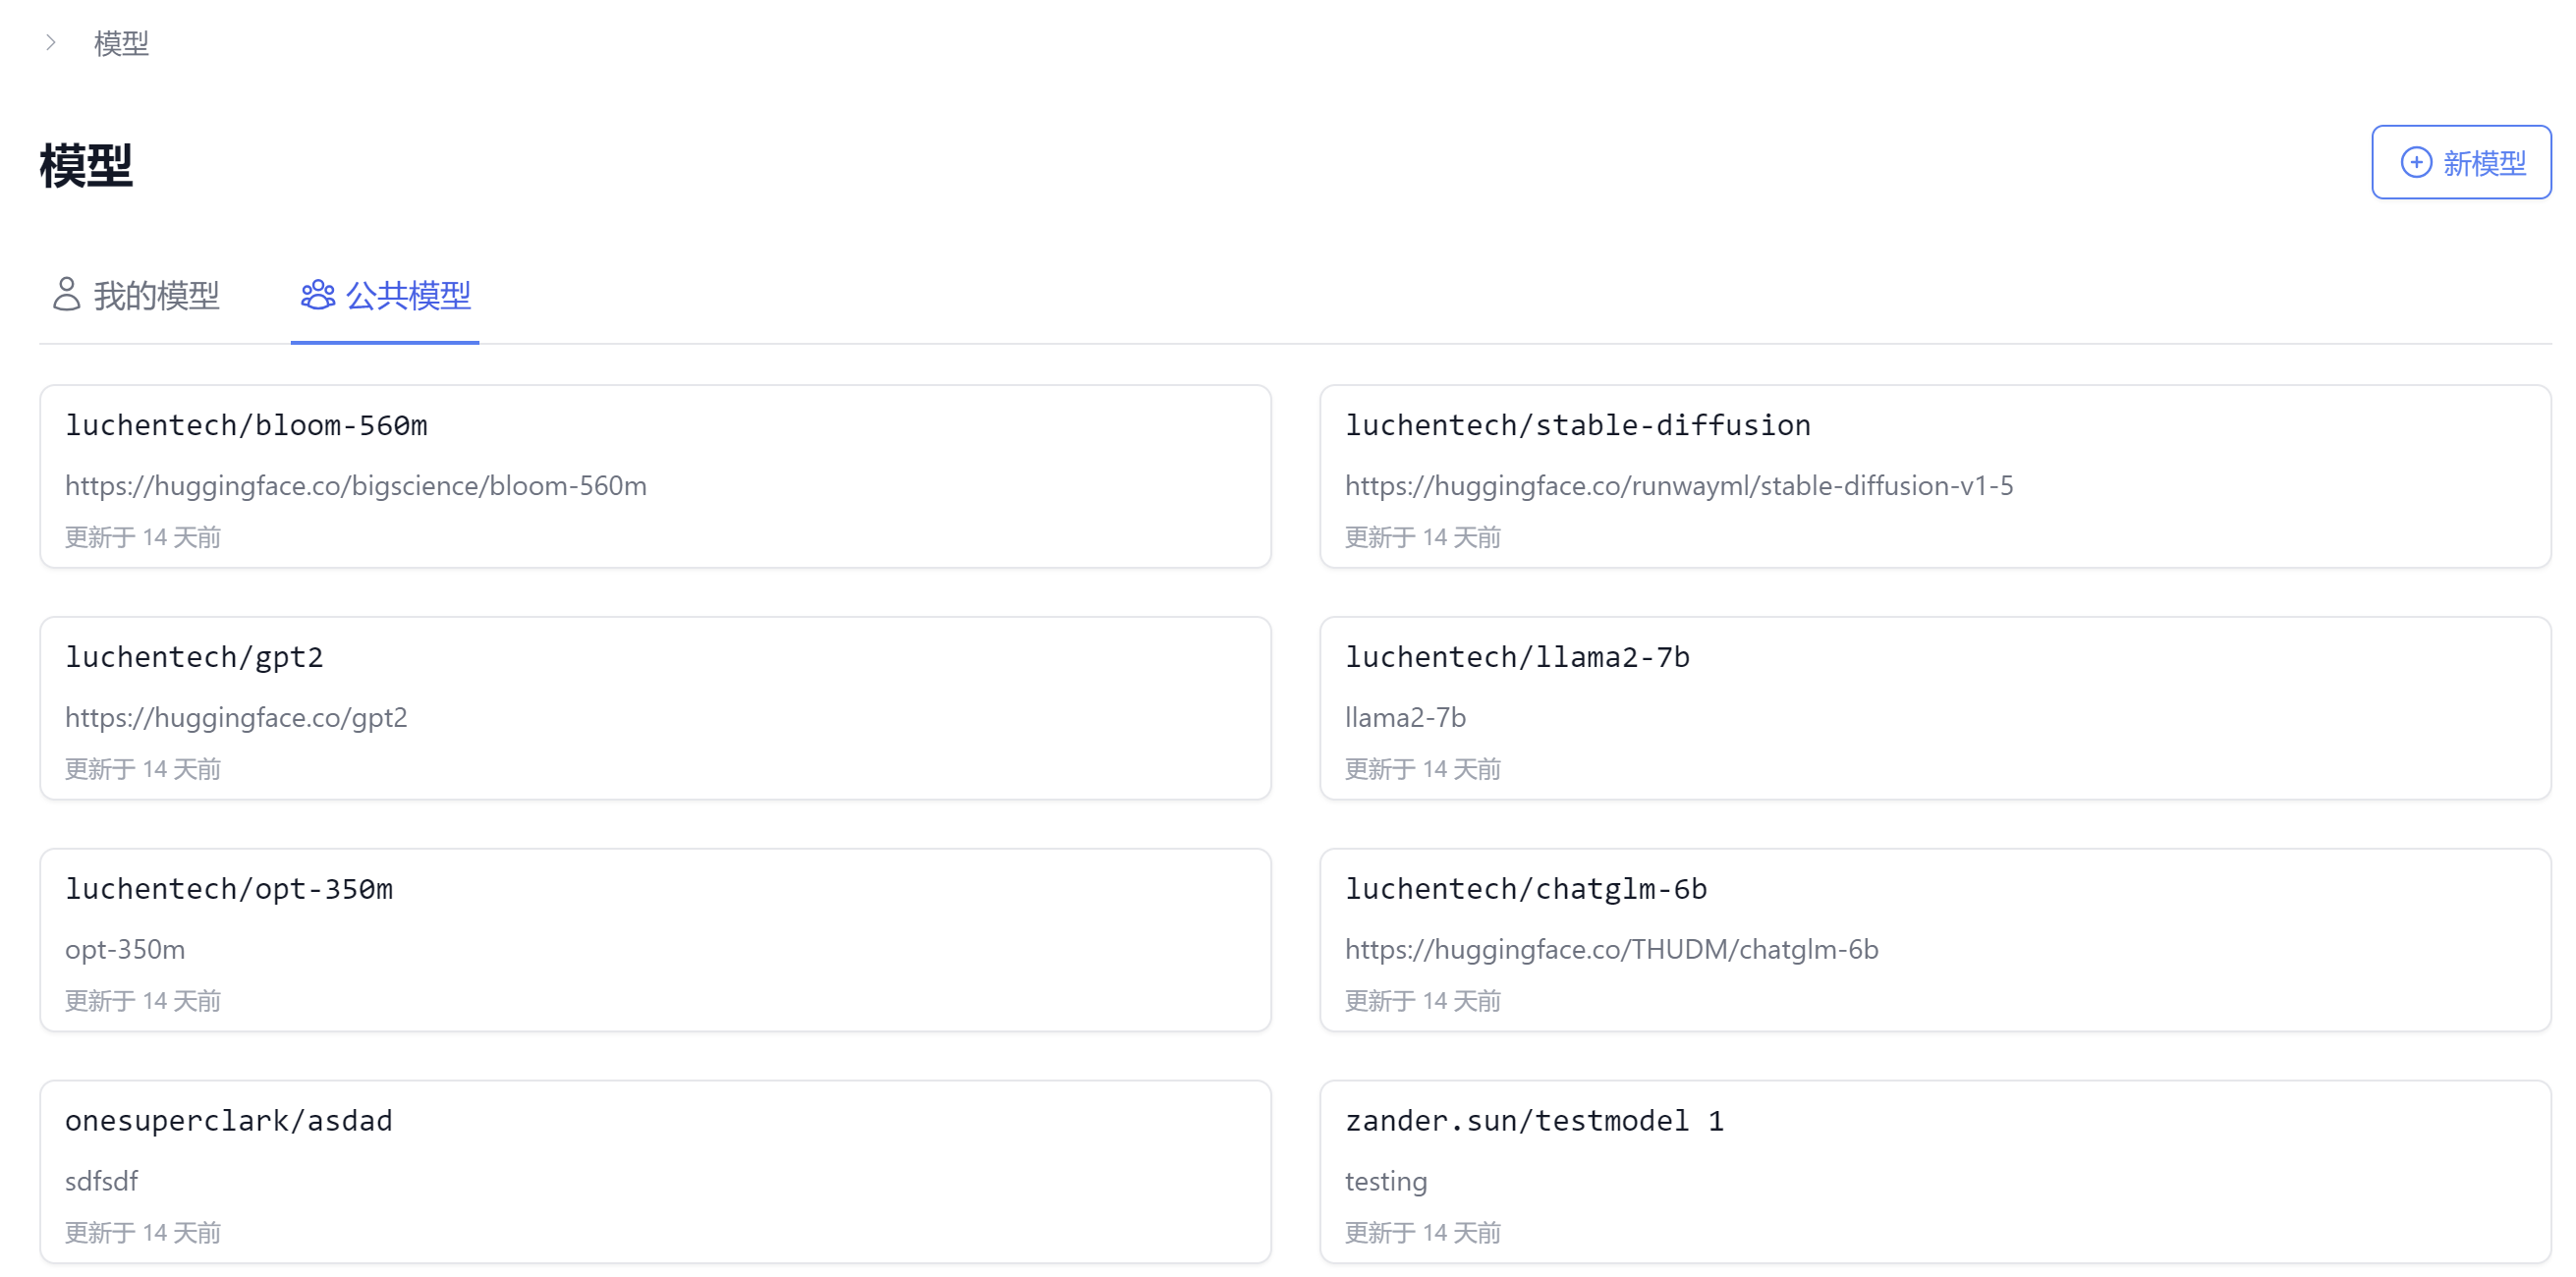 模型
模型
新模型
我的模型
公共模型
luchentech/bloom-560m
https://huggingface.co/bigscience/bloom-560m
更新于 14 天前
luchentech/stable-diffusion
https://huggingface.co/runwayml/stable-diffusion-v1-5
更新于 14 天前
luchentech/gpt2
https://huggingface.co/gpt2
更新于 14 天前
luchentech/llama2-7b
llama2-7b
更新于 14 天前
luchentech/opt-350m
opt-350m
更新于 14 天前
luchentech/chatglm-6b
https://huggingface.co/THUDM/chatglm-6b
更新于 14 天前
onesuperclark/asdad
sdfsdf
更新于 14 天前
zander.sun/testmodel 1
testing
更新于 14 天前